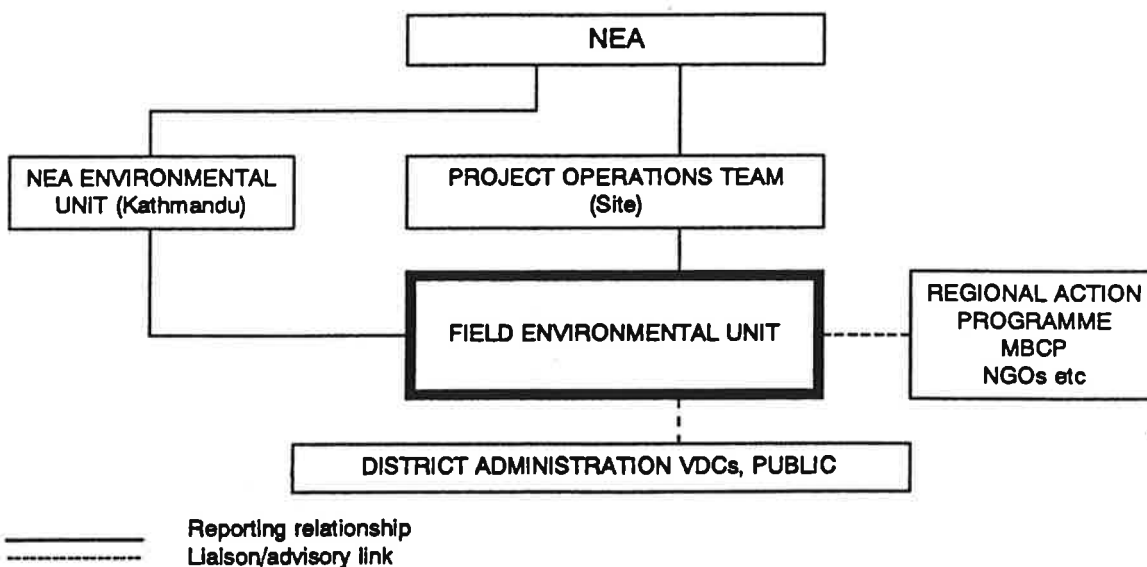 NEA
NEA ENVIRONMENTAL
UNIT (Kathmandu)
PROJECT OPERATIONS TEAM
(Site)
FIELD ENVIRONMENTAL UNIT
REGIONAL ACTION
PROGRAMME
MBCP
NGOs etc
DISTRICT ADMINISTRATION VDCs, PUBLIC
Reporting relationship
Liaison/advisory link